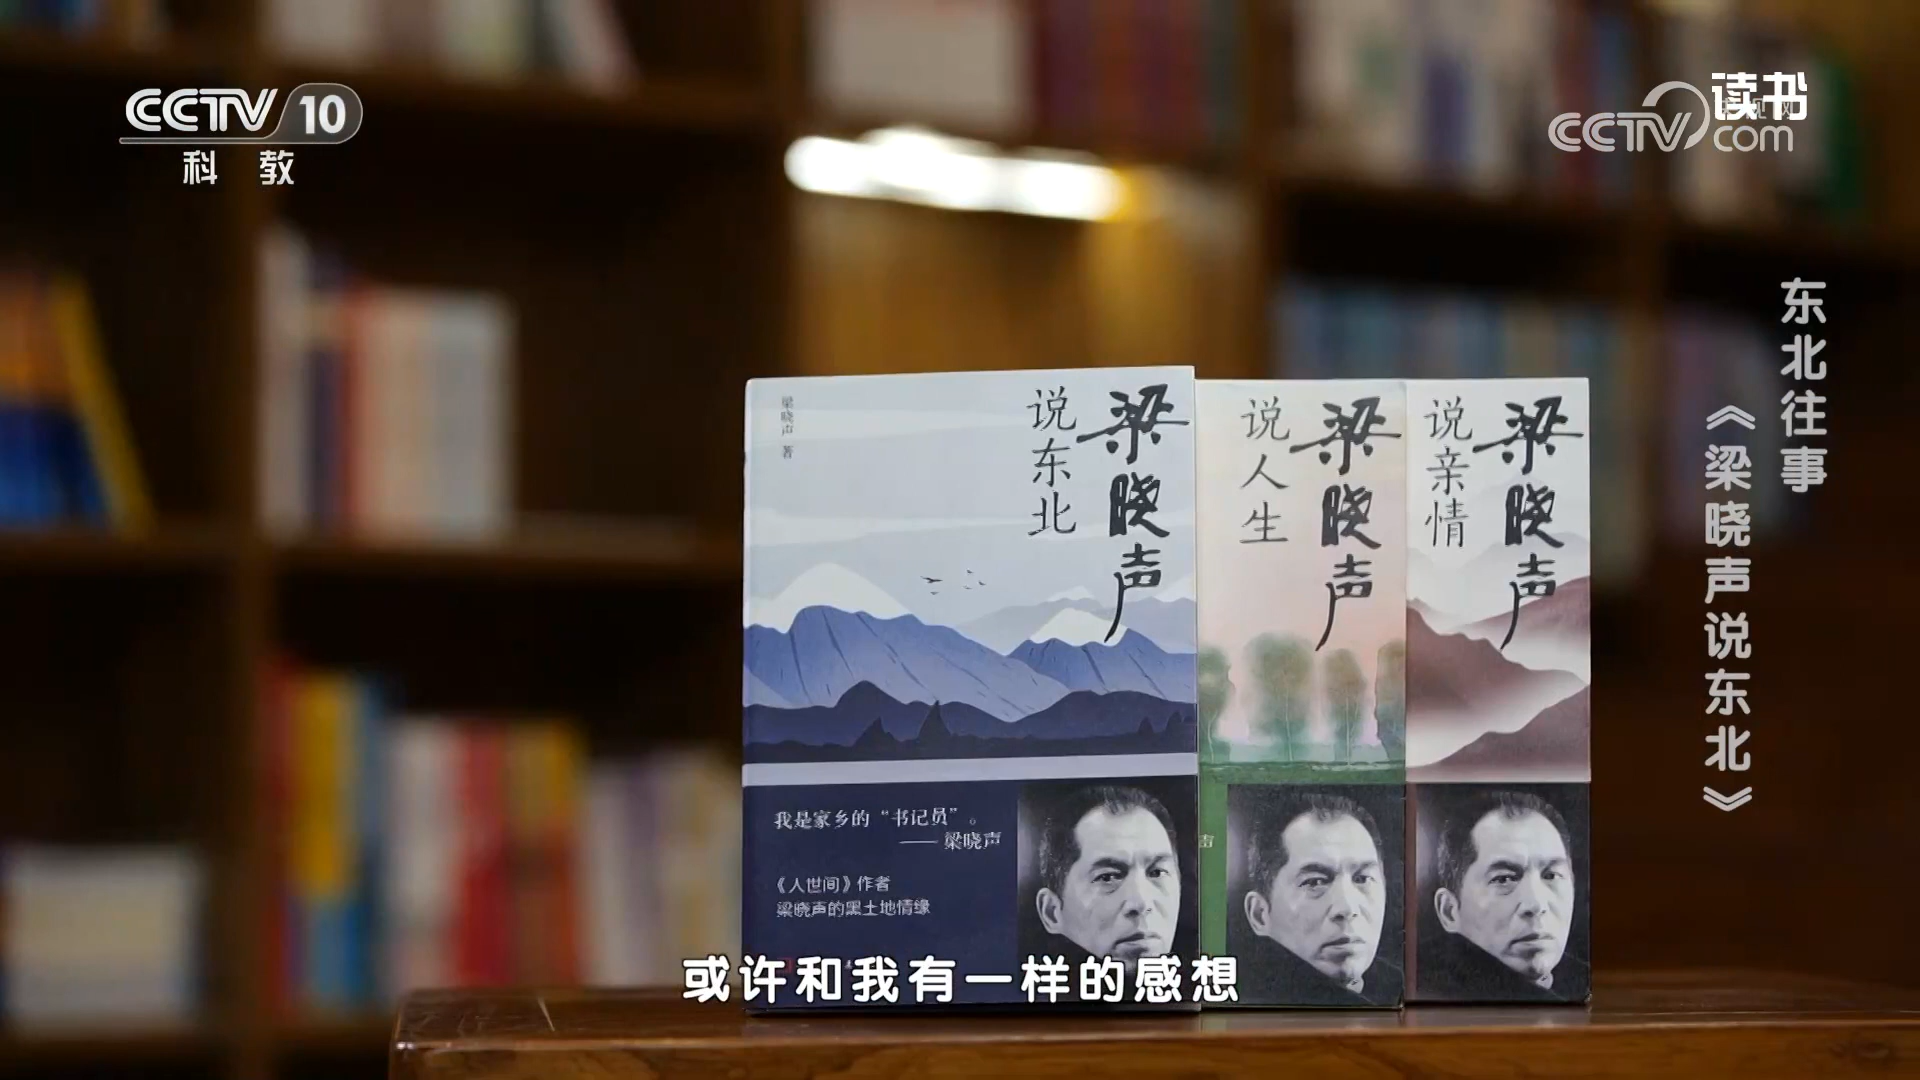 CCTV 10
科教
读书
CCTV.com
东北往事
《梁晓声说东北》
梁晓声 著
梁晓声
说东北
我是家乡的“书记员”。
—— 梁晓声
《人世间》作者
梁晓声的黑土地情缘
梁晓声
说人生
声
梁晓声
说亲情
或许和我有一样的感想